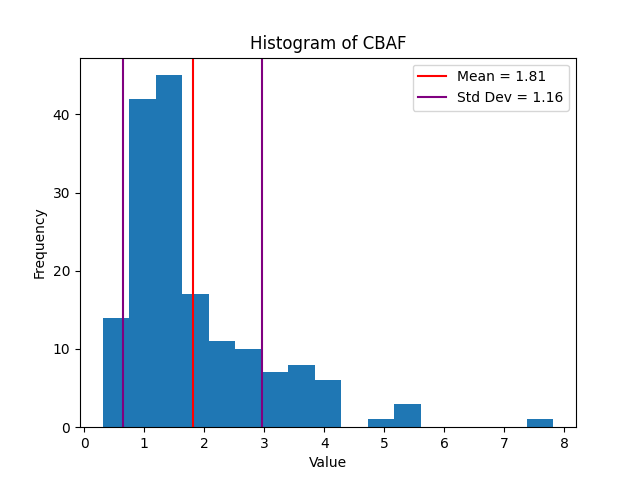 Histogram of CBAF
Mean = 1.81
Std Dev = 1.16
Frequency
40
30
20
10
0
0 1 2 3 4 5 6 7 8
Value